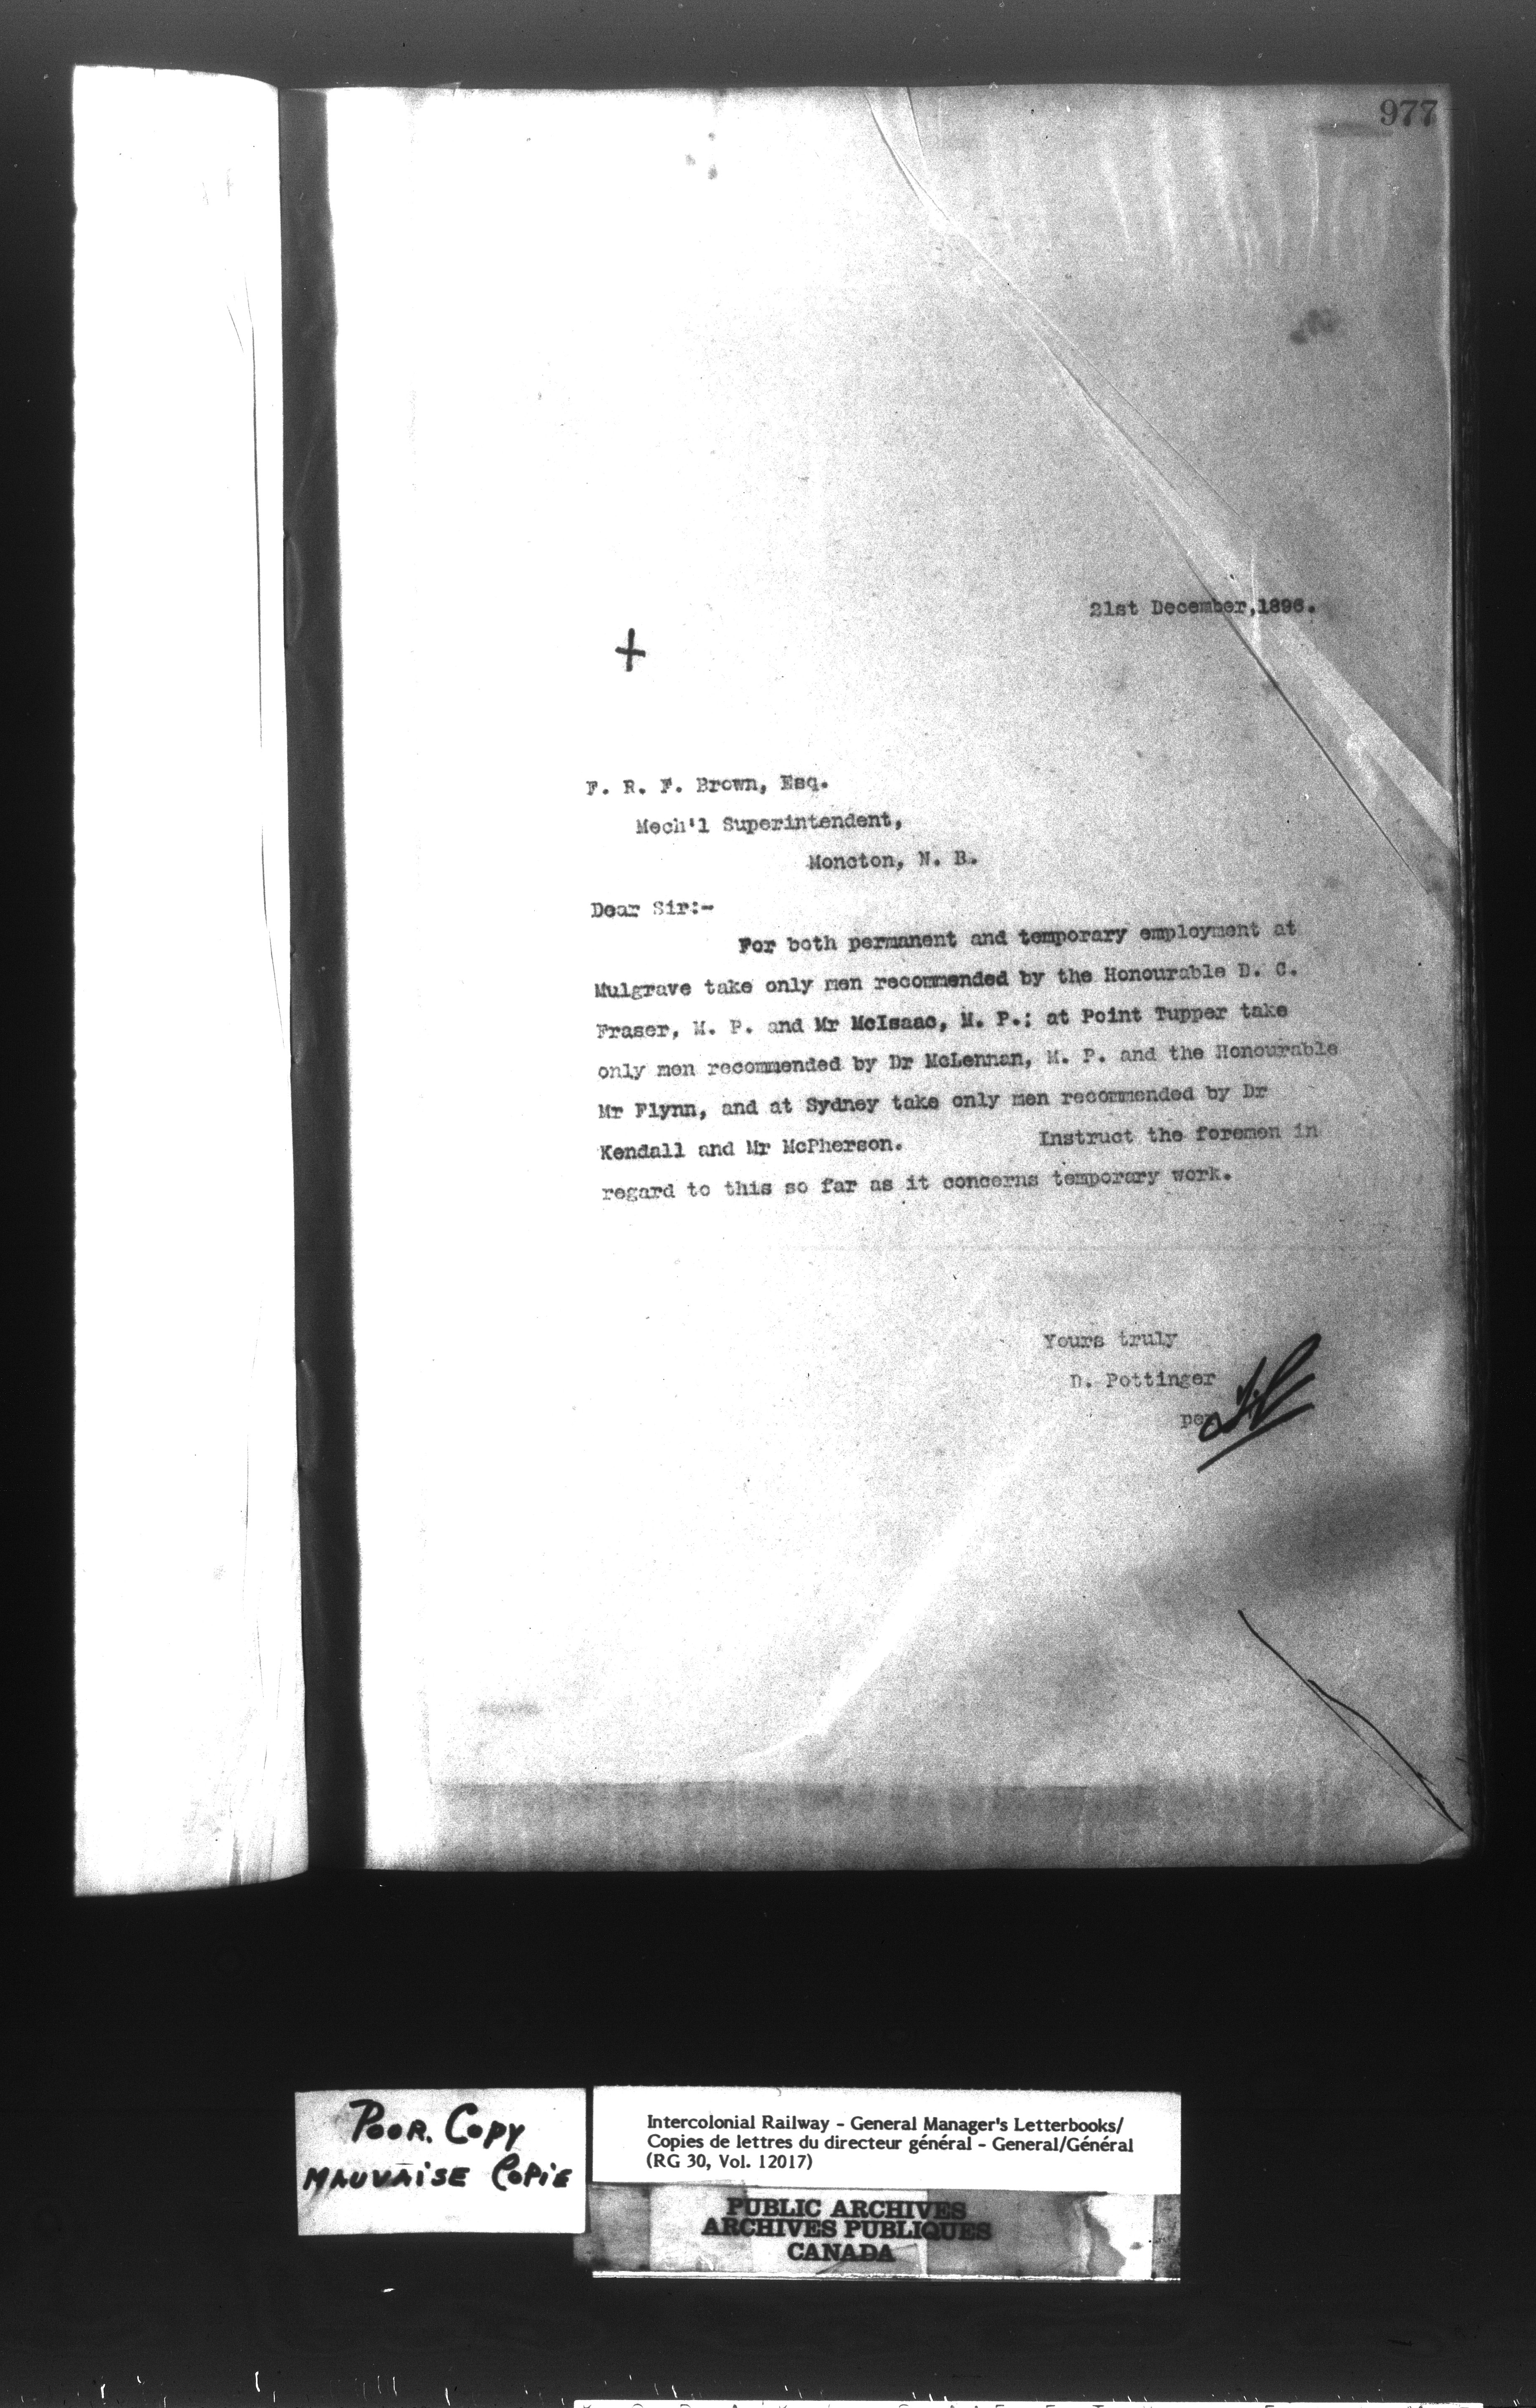 977
21st December,1896.
+
F. R. F. Brown, Esq.
Mech'l Superintendent,
Moncton, N. B.
Dear Sir:-
For both permanent and temporary employment at
Mulgrave take only men recommended by the Honourable D. C.
Fraser, M. P. and Mr McIsaac, M. P.; at Point Tupper take
only men recommended by Dr McLennan, M. P. and the Honourable
Mr Flynn, and at Sydney take only men recommended by Dr
Kendall and Mr McPherson. Instruct the foremen in
regard to this so far as it concerns temporary work.
Yours truly
D. Pottinger
per
POOR. COPY
MAUVAISE COPIE
Intercolonial Railway - General Manager's Letterbooks/
Copies de lettres du directeur général - General/Général
(RG 30, Vol. 12017)
PUBLIC ARCHIVES
ARCHIVES PUBLIQUES
CANADA